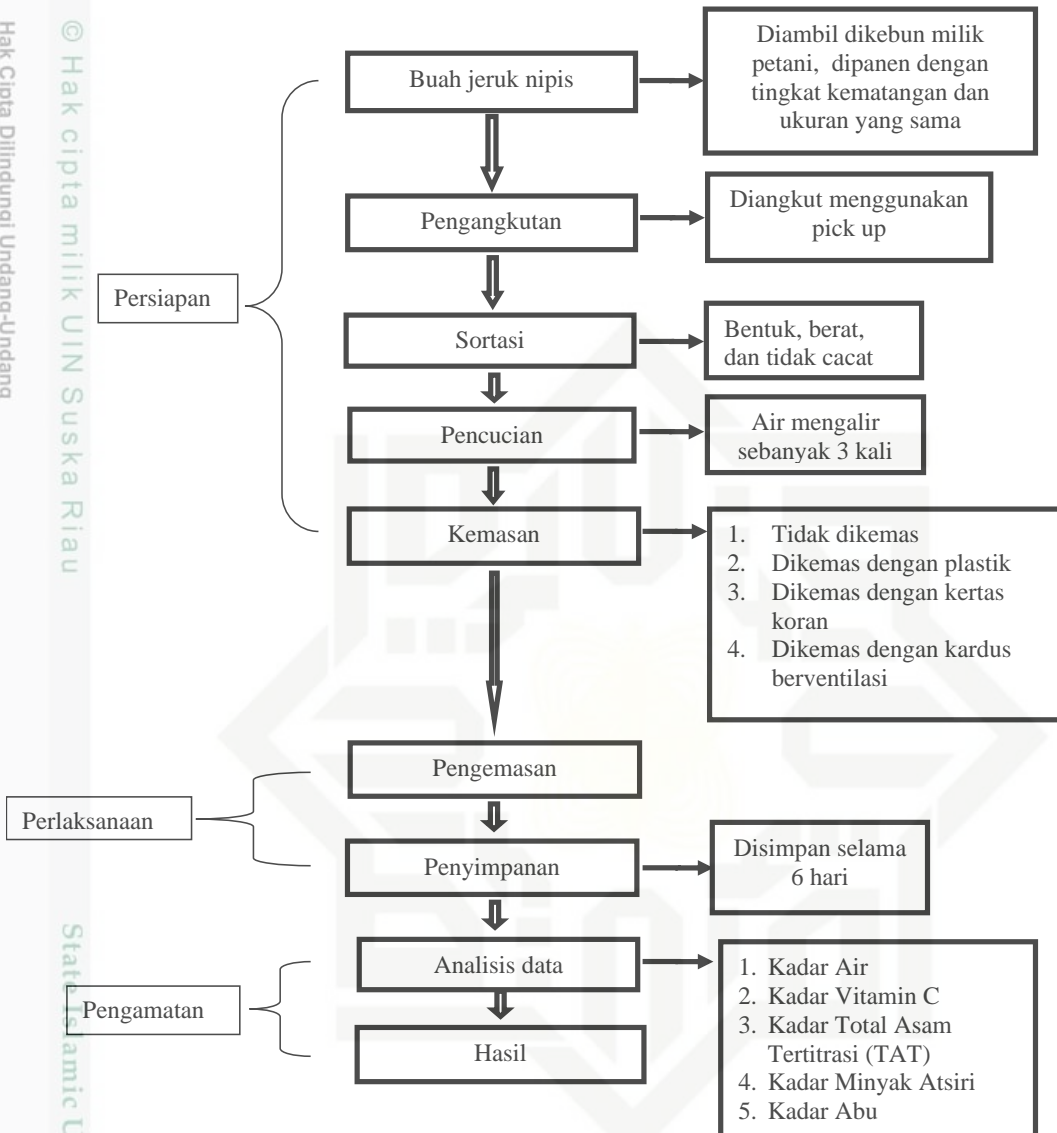 Hak Cipta Dilindungi Undang-Undang
© Hak cipta milik UIN Suska Riau
State Islamic U
Buah jeruk nipis
Diambil dikebun milik
petani, dipanen dengan
tingkat kematangan dan
ukuran yang sama
Pengangkutan
Diangkut menggunakan
pick up
Persiapan
Sortasi
Bentuk, berat,
dan tidak cacat
Pencucian
Air mengalir
sebanyak 3 kali
Kemasan
1. Tidak dikemas
2. Dikemas dengan plastik
3. Dikemas dengan kertas
koran
4. Dikemas dengan kardus
berventilasi
Pengemasan
Perlaksanaan
Penyimpanan
Disimpan selama
6 hari
Analisis data
1. Kadar Air
2. Kadar Vitamin C
3. Kadar Total Asam
Tertitrasi (TAT)
4. Kadar Minyak Atsiri
5. Kadar Abu
Pengamatan
Hasil